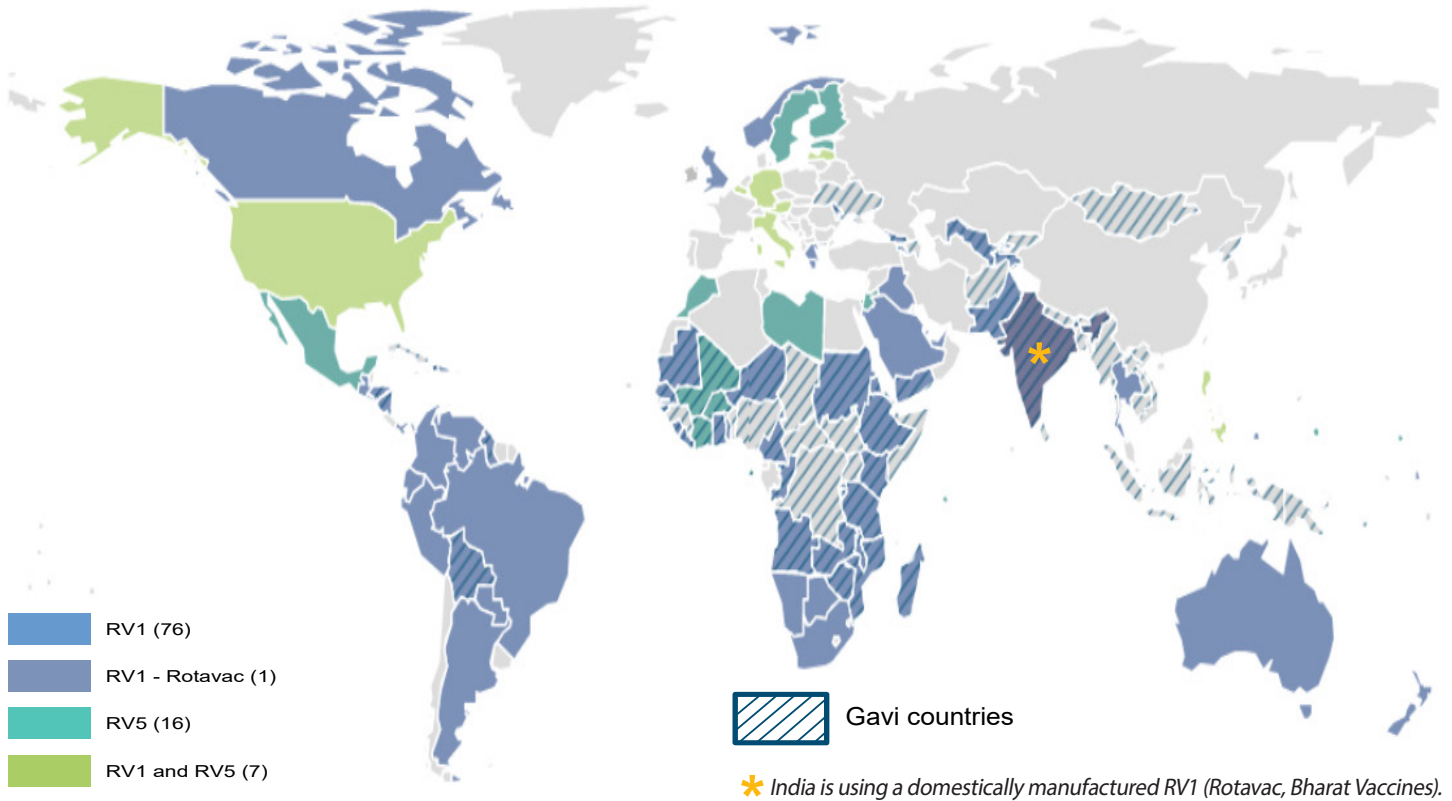 RV1 (76)
RV1 - Rotavac (1)
RV5 (16)
RV1 and RV5 (7)
Gavi countries
* India is using a domestically manufactured RV1 (Rotavac, Bharat Vaccines).